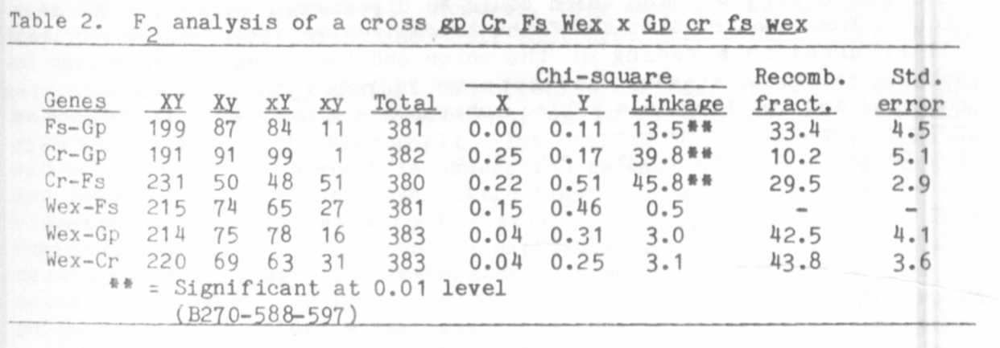 Table 2. F2 analysis of a cross gp Cr Fs Wex x Gp cr fs wex
Chi-square Recomb. Std.
Genes XY Xy xY xy Total X Y Linkage fract. error
Fs-Gp 199 87 84 11 381 0.00 0.11 13.5** 33.4 4.5
Cr-Gp 191 91 99 1 382 0.25 0.17 39.8** 10.2 5.1
Cr-Fs 231 50 48 51 380 0.22 0.51 45.8** 29.5 2.9
Wex-Fs 215 74 65 27 381 0.15 0.46 0.5 - -
Wex-Gp 214 75 78 16 383 0.04 0.31 3.0 42.5 4.1
Wex-Cr 220 69 63 31 383 0.04 0.25 3.1 43.8 3.6
** = Significant at 0.01 level
(B270-588-597)